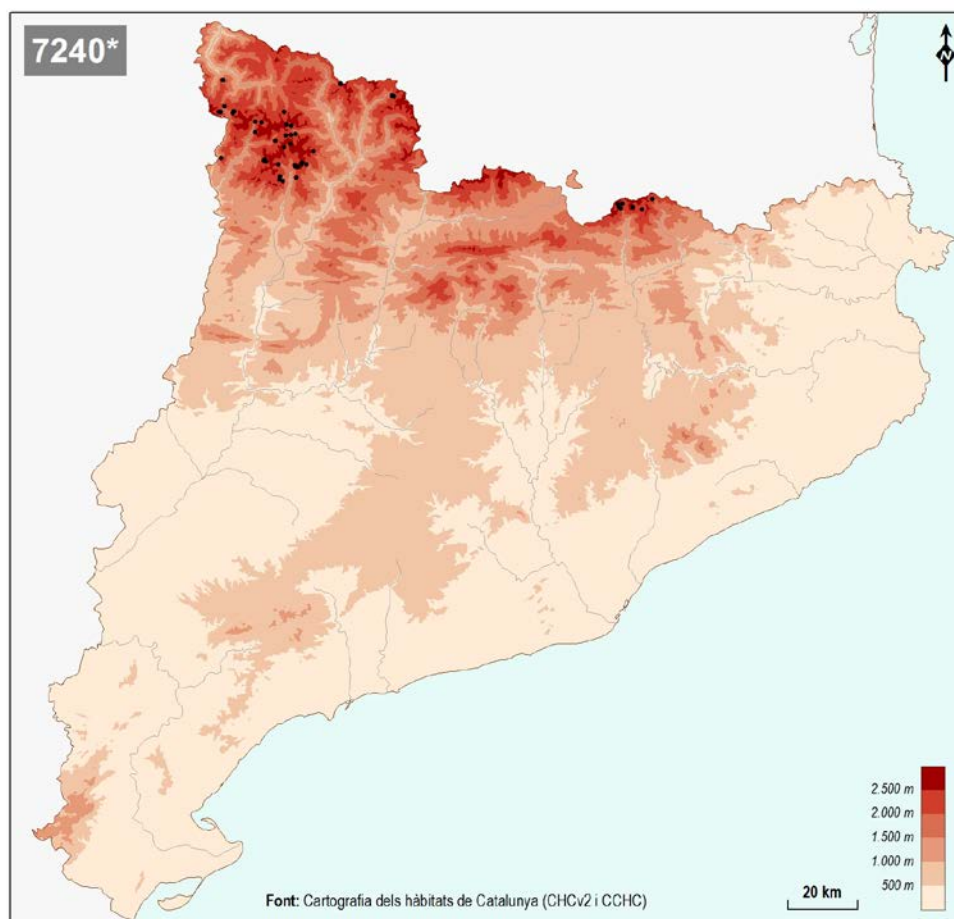 7240*
N
2.500 m
2.000 m
1.500 m
1.000 m
500 m
Font: Cartografia dels hàbitats de Catalunya (CHCv2 i CCHC)
20 km